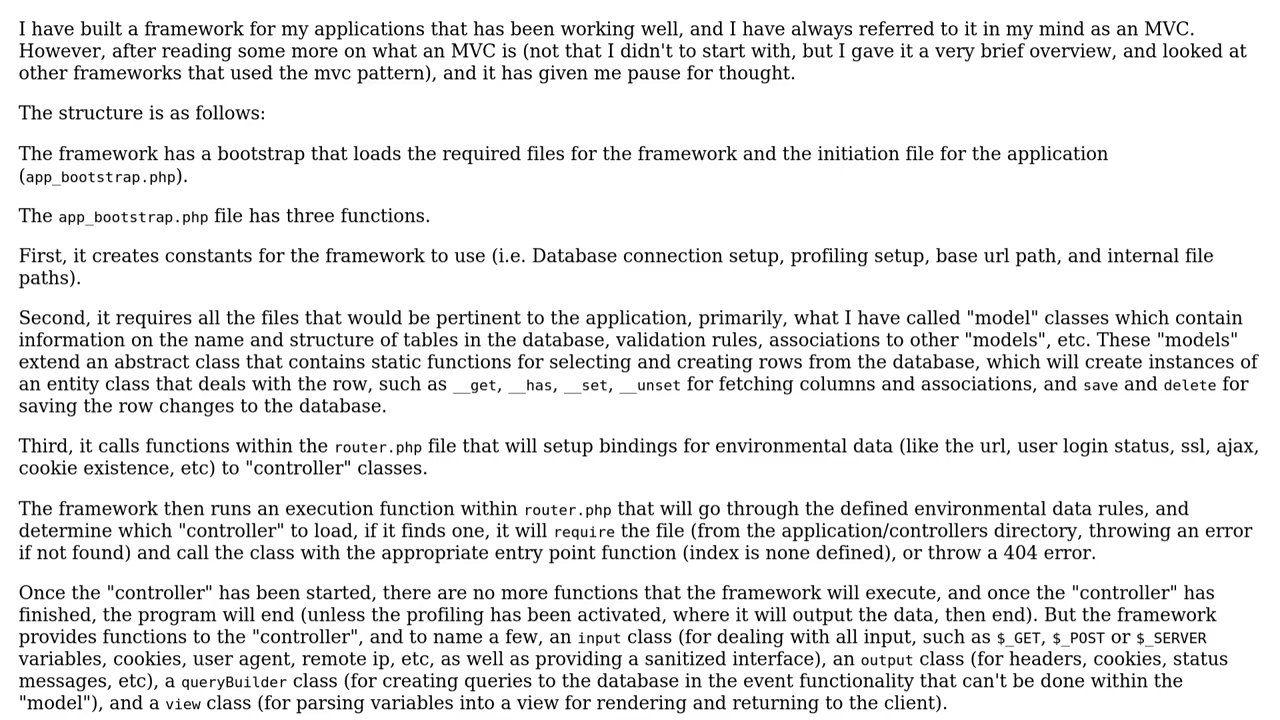 I have built a framework for my applications that has been working well, and I have always referred to it in my mind as an MVC.
However, after reading some more on what an MVC is (not that I didn't to start with, but I gave it a very brief overview, and looked at
other frameworks that used the mvc pattern), and it has given me pause for thought.
The structure is as follows:
The framework has a bootstrap that loads the required files for the framework and the initiation file for the application
(app_bootstrap.php).
The app_bootstrap.php file has three functions.
First, it creates constants for the framework to use (i.e. Database connection setup, profiling setup, base url path, and internal file
paths).
Second, it requires all the files that would be pertinent to the application, primarily, what I have called "model" classes which contain
information on the name and structure of tables in the database, validation rules, associations to other "models", etc. These "models"
extend an abstract class that contains static functions for selecting and creating rows from the database, which will create instances of
an entity class that deals with the row, such as __get, __has, __set, __unset for fetching columns and associations, and save and delete for
saving the row changes to the database.
Third, it calls functions within the router.php file that will setup bindings for environmental data (like the url, user login status, ssl, ajax,
cookie existence, etc) to "controller" classes.
The framework then runs an execution function within router.php that will go through the defined environmental data rules, and
determine which "controller" to load, if it finds one, it will require the file (from the application/controllers directory, throwing an error
if not found) and call the class with the appropriate entry point function (index is none defined), or throw a 404 error.
Once the "controller" has been started, there are no more functions that the framework will execute, and once the "controller" has
finished, the program will end (unless the profiling has been activated, where it will output the data, then end). But the framework
provides functions to the "controller", and to name a few, an input class (for dealing with all input, such as $_GET, $_POST or $_SERVER
variables, cookies, user agent, remote ip, etc, as well as providing a sanitized interface), an output class (for headers, cookies, status
messages, etc), a queryBuilder class (for creating queries to the database in the event functionality that can't be done within the
"model"), and a view class (for parsing variables into a view for rendering and returning to the client).